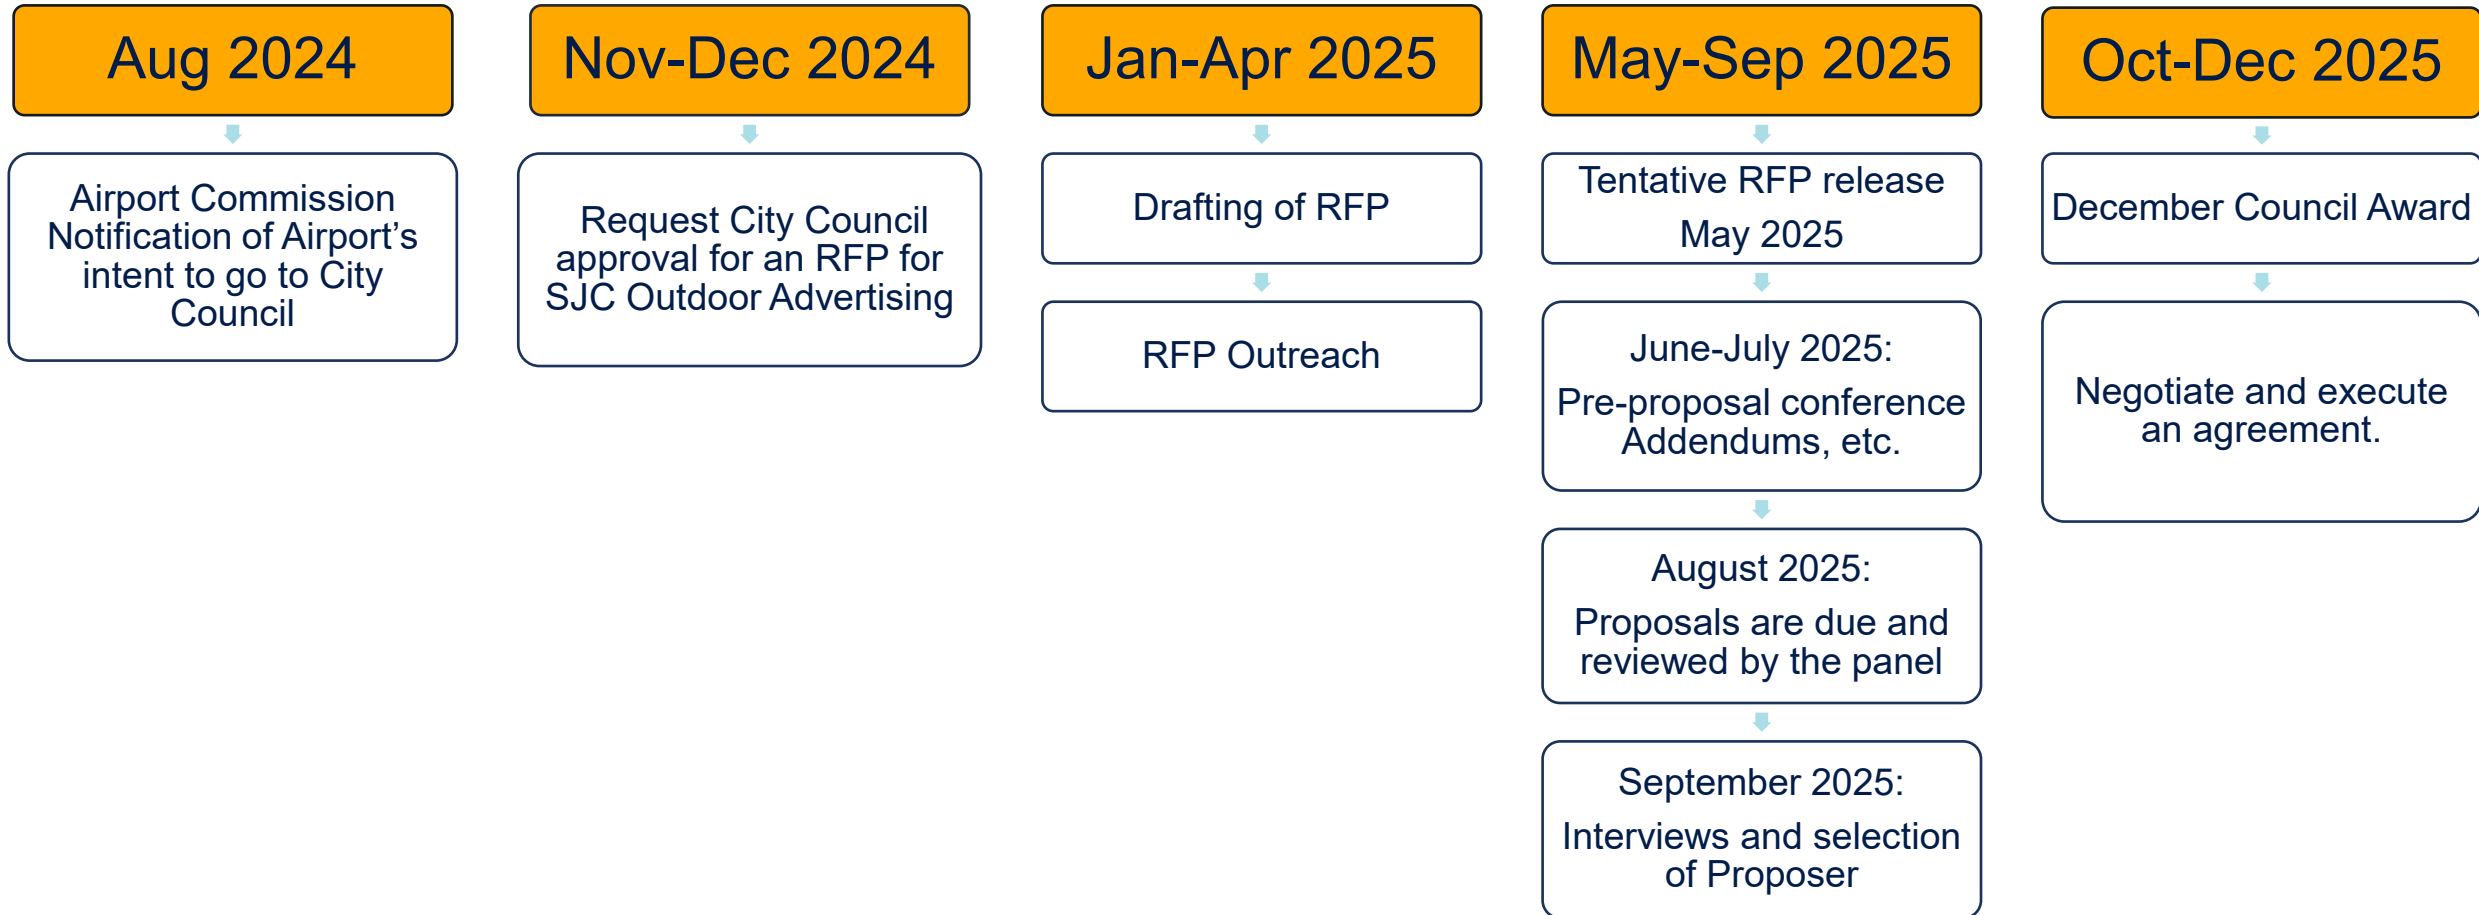 Aug 2024
Airport Commission
Notification of Airport’s
intent to go to City
Council
Nov-Dec 2024
Request City Council
approval for an RFP for
SJC Outdoor Advertising
Jan-Apr 2025
Drafting of RFP
RFP Outreach
May-Sep 2025
Tentative RFP release
May 2025
June-July 2025:
Pre-proposal conference
Addendums, etc.
August 2025:
Proposals are due and
reviewed by the panel
September 2025:
Interviews and selection
of Proposer
Oct-Dec 2025
December Council Award
Negotiate and execute
an agreement.